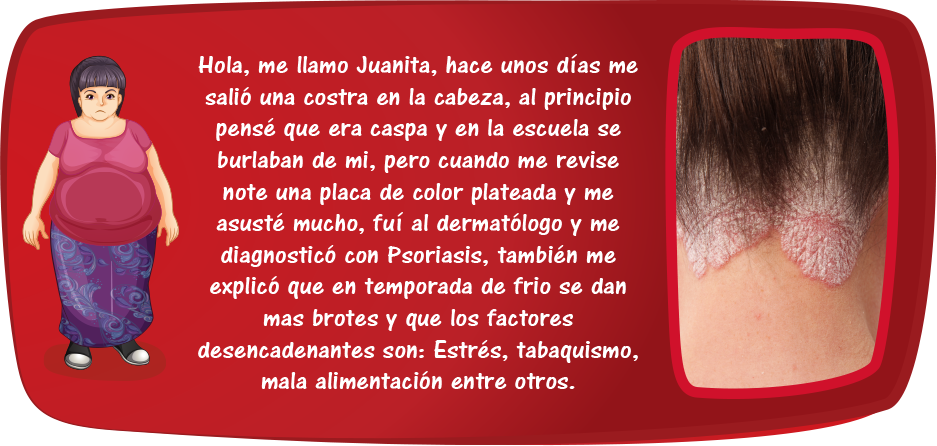 Hola, me llamo Juanita, hace unos días me
salió una costra en la cabeza, al principio
pensé que era caspa y en la escuela se
burlaban de mi, pero cuando me revise
note una placa de color plateada y me
asusté mucho, fuí al dermatólogo y me
diagnosticó con Psoriasis, también me
explicó que en temporada de frio se dan
mas brotes y que los factores
desencadenantes son: Estrés, tabaquismo,
mala alimentación entre otros.